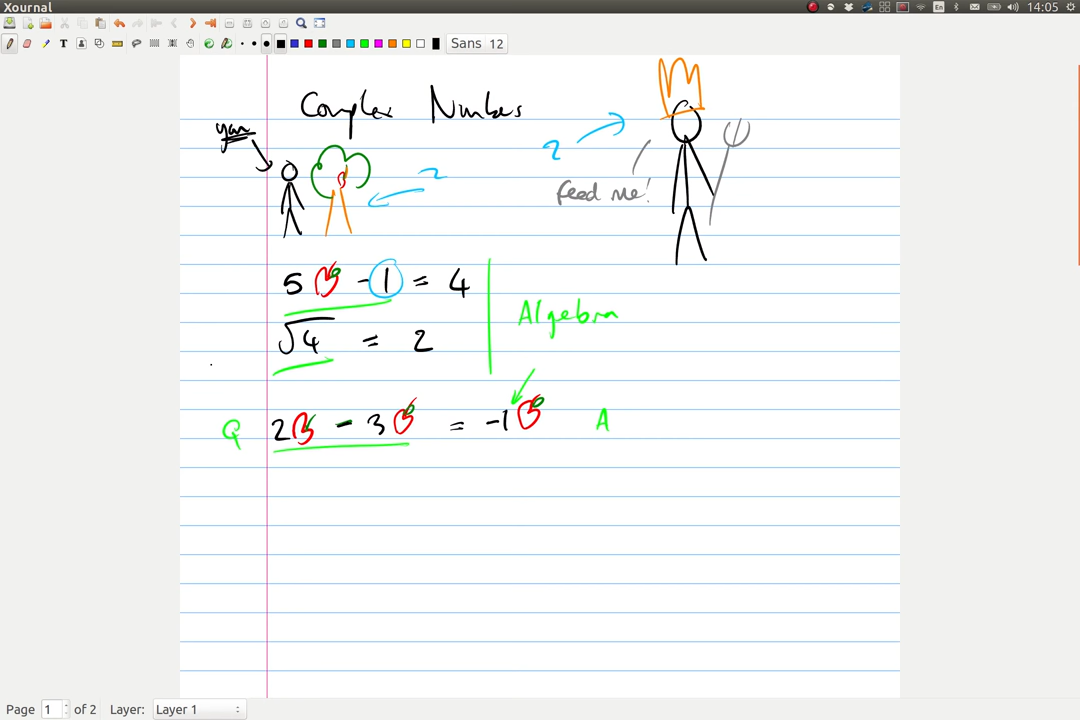 Xournal
En
14:05
T
Sans 12
Complex Numbers
you
2
2
feed me!
5 - 1 = 4
√4 = 2
Algebra
Q 2 - 3 = -1 A
Page 1 of 2 Layer: Layer 1